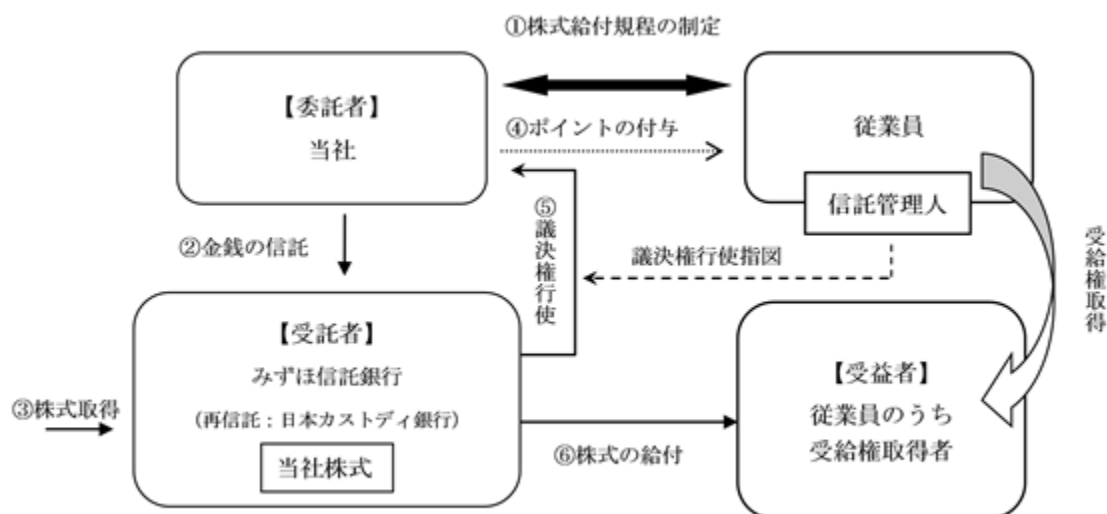 ①株式給付規程の制定
【委託者】
当社
④ポイントの付与
従業員
信託管理人
②金銭の信託
⑤議決権行使
議決権行使指図
受給権取得
【受託者】
みずほ信託銀行
（再信託：日本カストディ銀行）
当社株式
③株式取得
⑥株式の給付
【受益者】
従業員のうち
受給権取得者